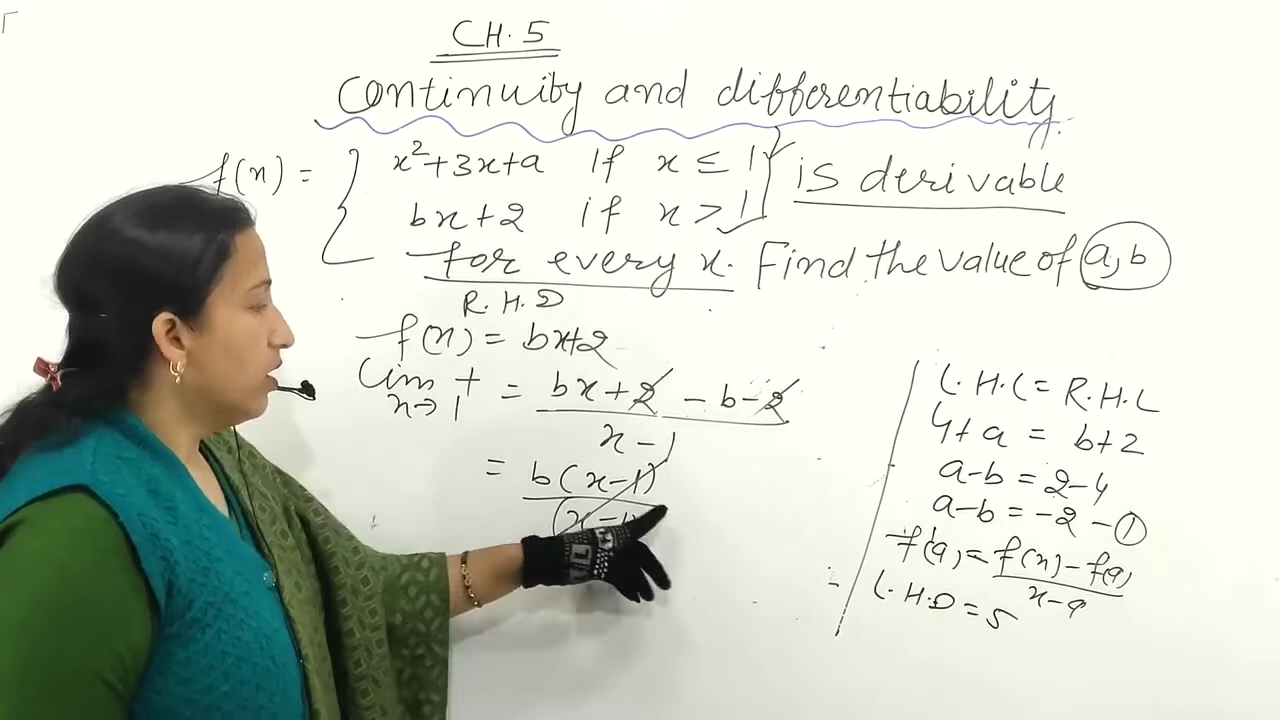 CH. 5
Continuity and differentiability
f(x) = { x²+3x+a if x ≤ 1 } is derivable
bx+2 if x > 1
for every x. Find the value of a, b
R. H. D
f(x) = bx+2
Lim x→1⁺ = bx+2 - b-2 / x-1
= b(x-1) / (x-1)
L.H.L = R.H.L
4+a = b+2
a-b = 2-4
a-b = -2 - ①
f'(a) = f(x) - f(a) / x-a
L.H.D = 5